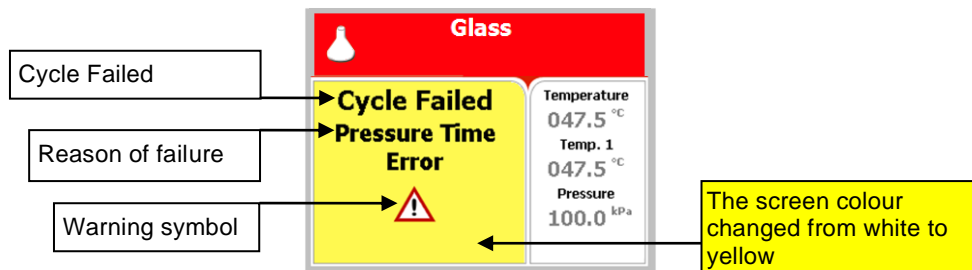 Glass
Cycle Failed
Reason of failure
Warning symbol
Cycle Failed
Pressure Time
Error
Temperature
047.5 °C
Temp. 1
047.5 °C
Pressure
100.0 kPa
The screen colour
changed from white to
yellow